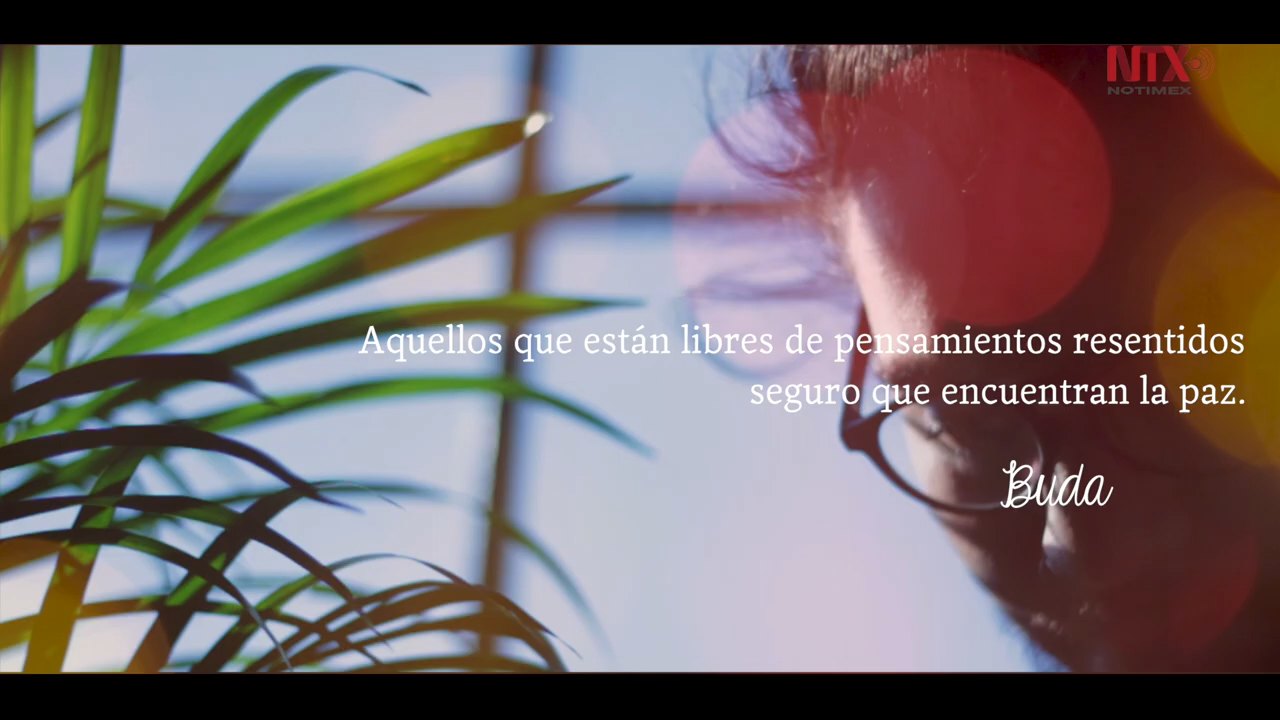 NTX
NOTIMEX
Aquellos que están libres de pensamientos resentidos
seguro que encuentran la paz.
Buda